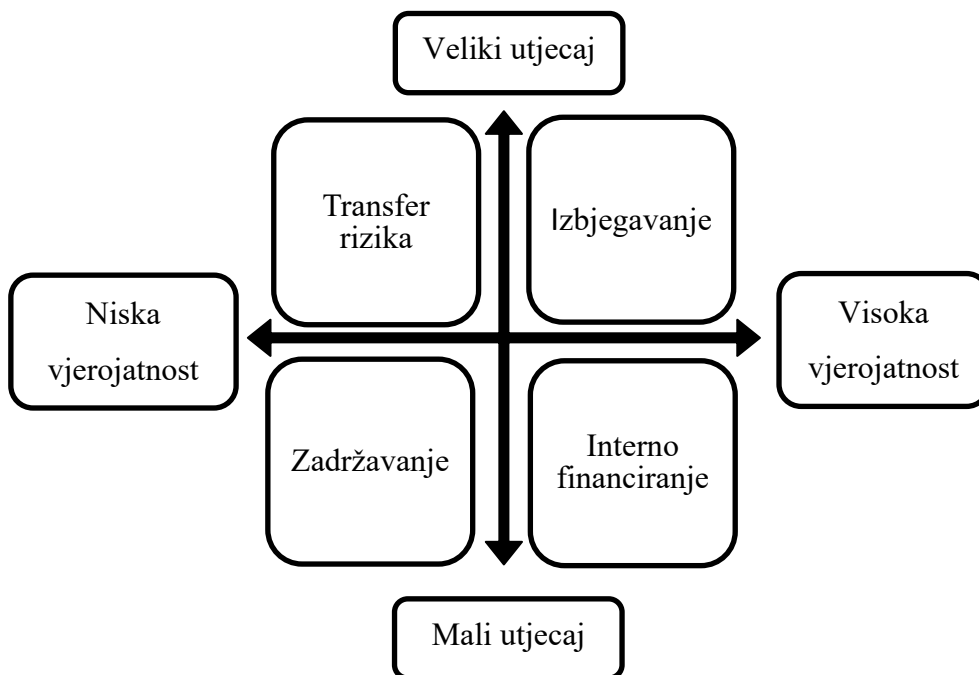 Veliki utjecaj
Transfer
rizika
Izbjegavanje
Niska
vjerojatnost
Visoka
vjerojatnost
Zadržavanje
Interno
financiranje
Mali utjecaj